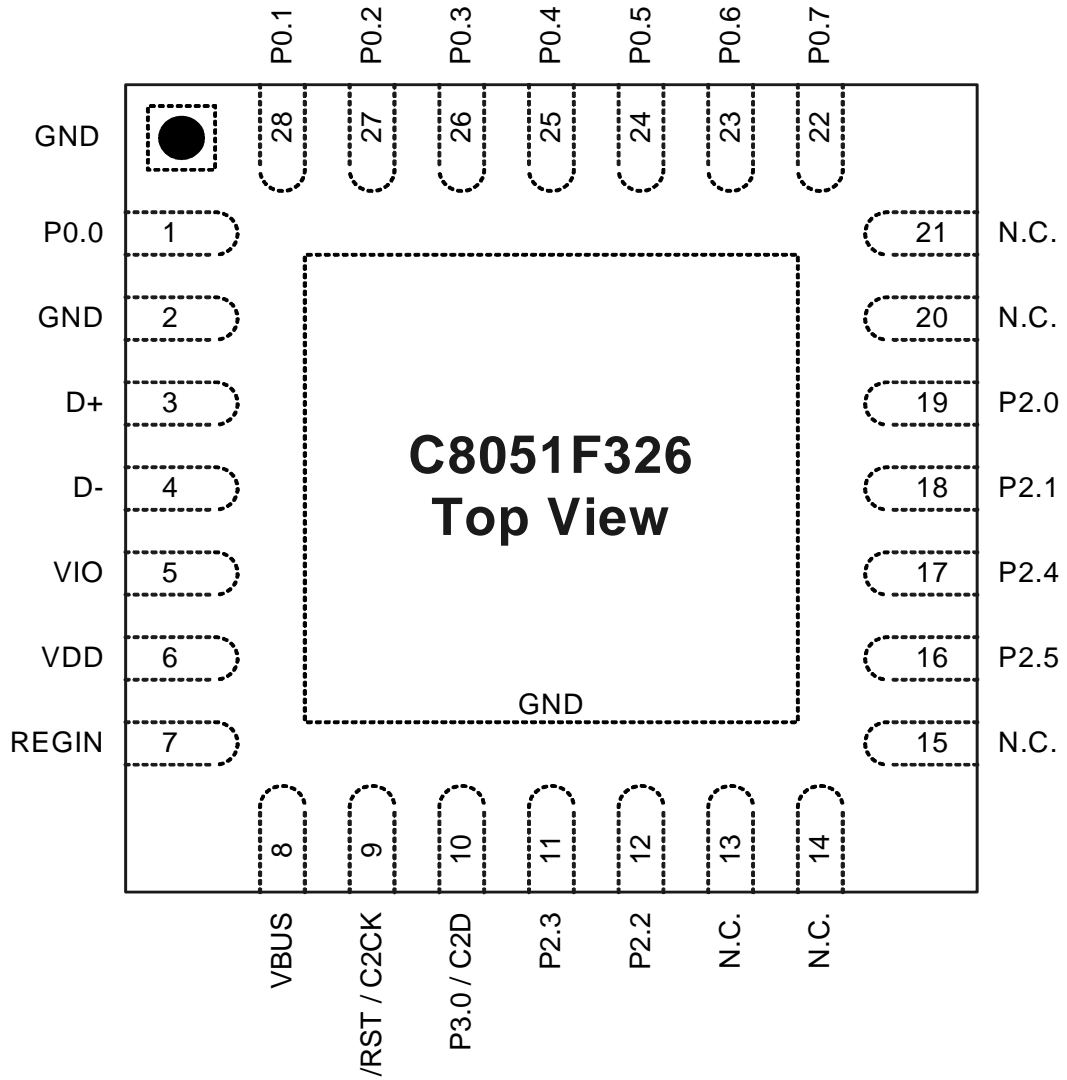 P0.1
P0.2
P0.3
P0.4
P0.5
P0.6
P0.7
28
27
26
25
24
23
22
GND
P0.0
1
GND
2
D+
3
D-
4
VIO
5
VDD
6
REGIN
7
C8051F326
Top View
GND
21
N.C.
20
N.C.
19
P2.0
18
P2.1
17
P2.4
16
P2.5
15
N.C.
8
9
10
11
12
13
14
VBUS
/RST / C2CK
P3.0 / C2D
P2.3
P2.2
N.C.
N.C.